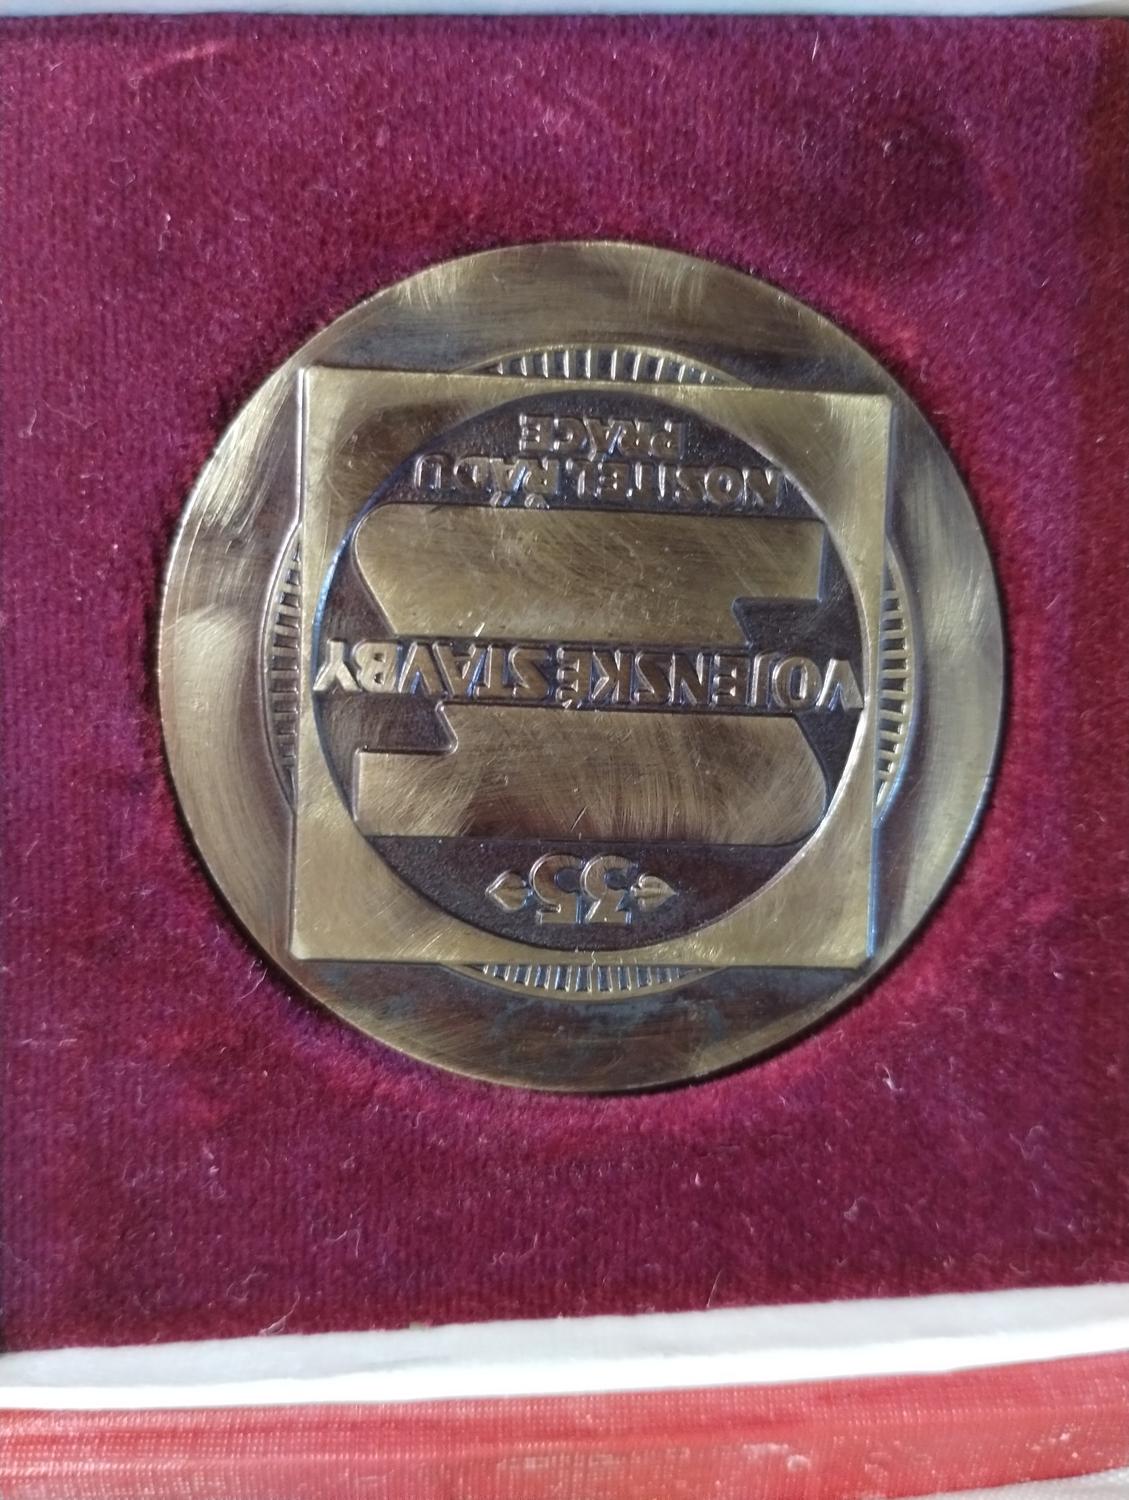 35
VOJENSKÉ STAVBY
NOSITEL ŘÁDU
PRÁCE